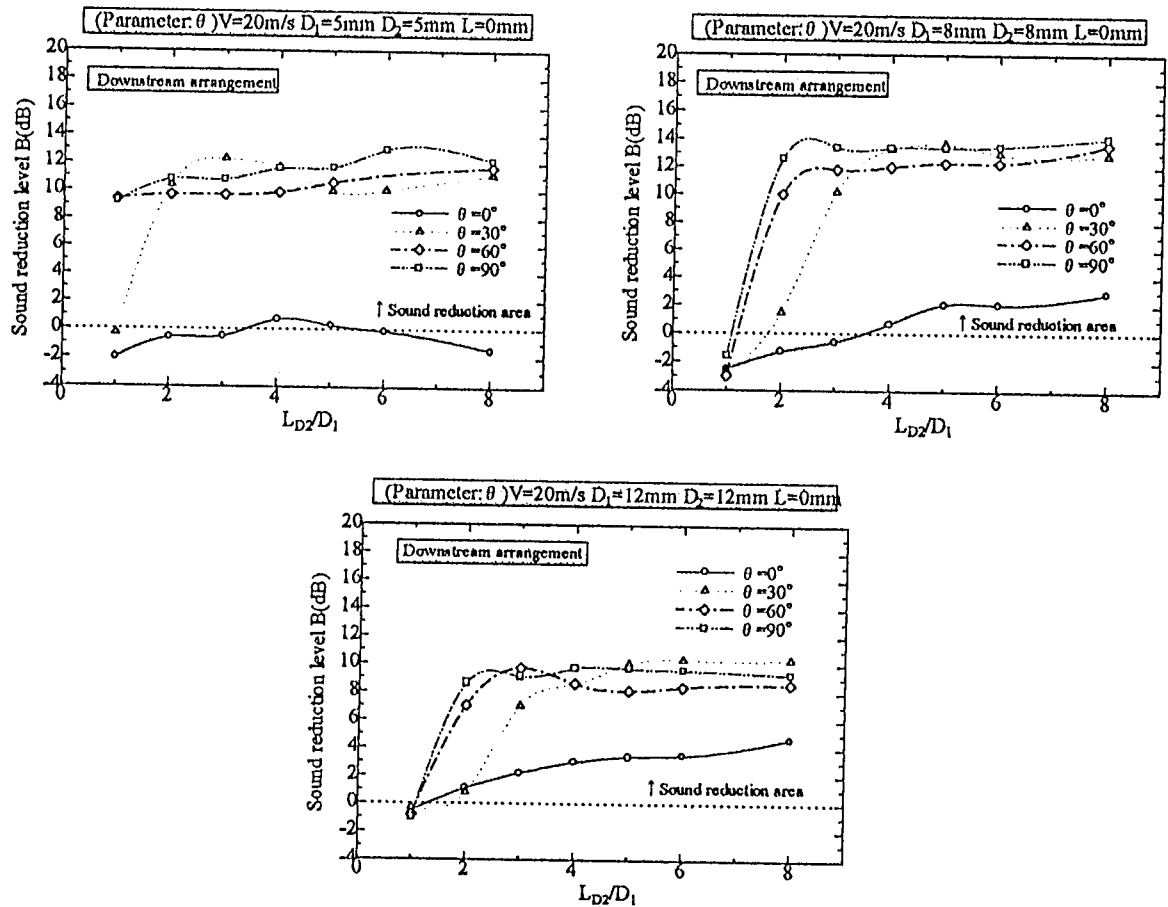 (Parameter:θ)V=20m/s D₁=5mm D₂=5mm L=0mm
20
18
16
14
12
10
8
6
4
2
0
-2
-4
Sound reduction level B(dB)
Downstream arrangement
θ=0°
θ=30°
θ=60°
θ=90°
↑ Sound reduction area
0
2
4
6
8
L_D2/D₁
(Parameter:θ)V=20m/s D₁=8mm D₂=8mm L=0mm
20
18
16
14
12
10
8
6
4
2
0
-2
-4
Sound reduction level B(dB)
Downstream arrangement
θ=0°
θ=30°
θ=60°
θ=90°
↑ Sound reduction area
0
2
4
6
8
L_D2/D₁
(Parameter:θ)V=20m/s D₁=12mm D₂=12mm L=0mm
20
18
16
14
12
10
8
6
4
2
0
-2
-4
Sound reduction level B(dB)
Downstream arrangement
θ=0°
θ=30°
θ=60°
θ=90°
↑ Sound reduction area
0
2
4
6
8
L_D2/D₁